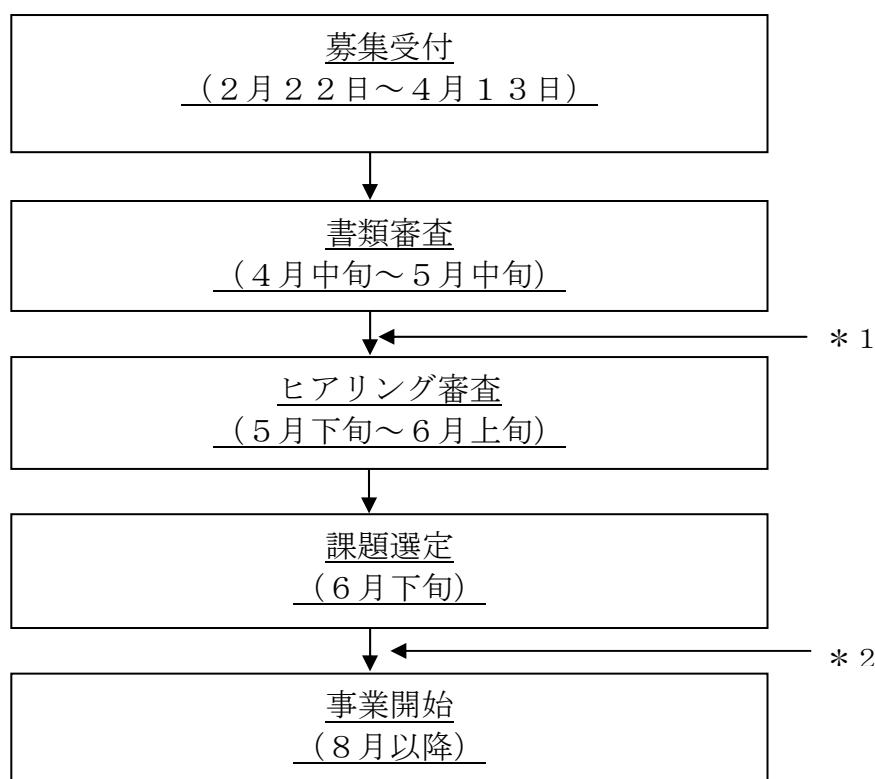 募集受付
（２月２２日～４月１３日）
書類審査
（４月中旬～５月中旬）
＊１
ヒアリング審査
（５月下旬～６月上旬）
課題選定
（６月下旬）
＊２
事業開始
（８月以降）